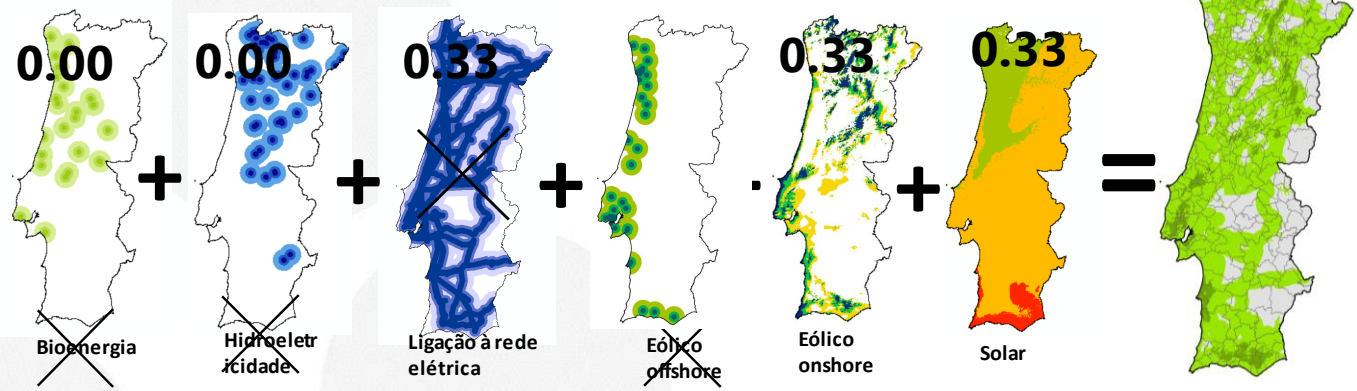 0.00
0.00
0.33
0.33
0.33
+
+
+
+
=
Bioenergia
Hidroeletr
icidade
Ligação à rede
elétrica
Eólico
offshore
Eólico
onshore
Solar